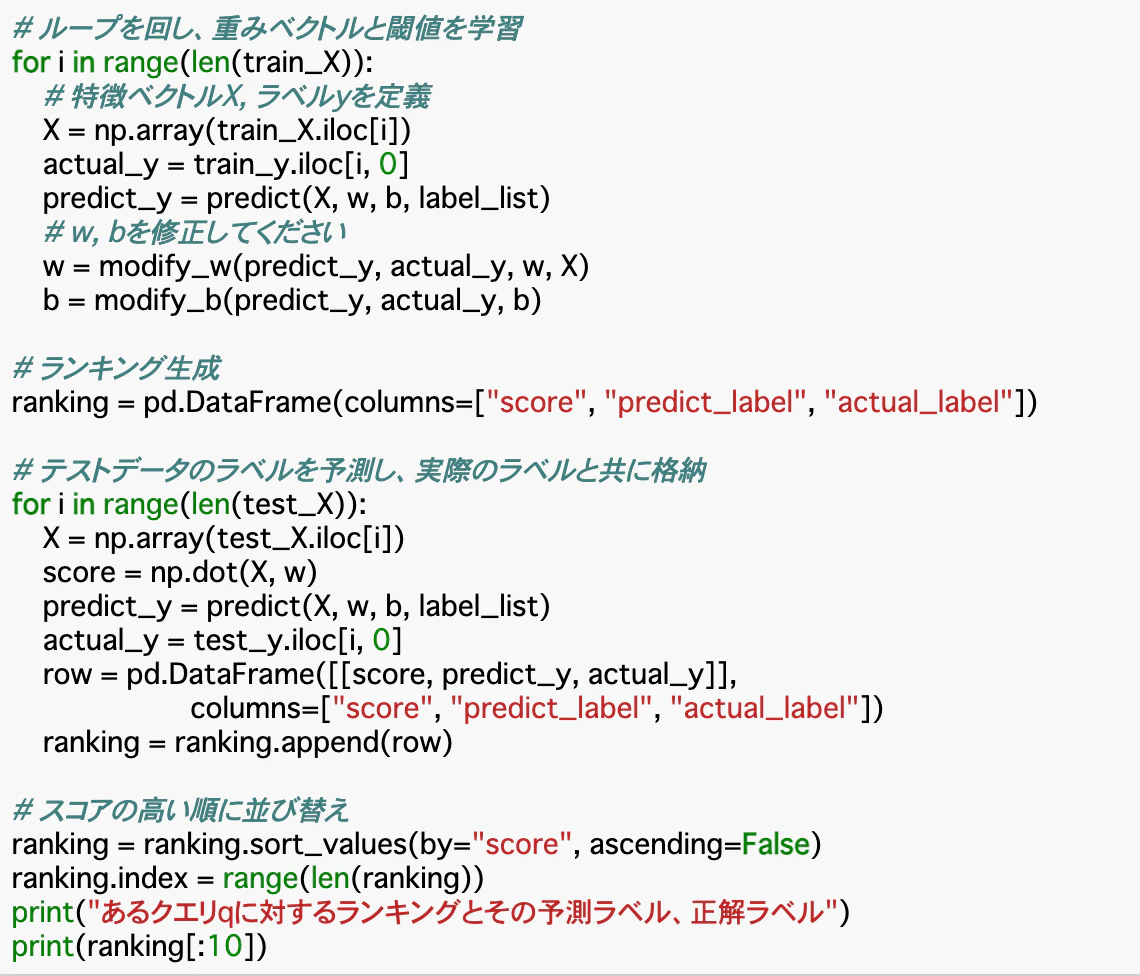 # ループを回し、重みベクトルと閾値を学習
for i in range(len(train_X)):
    # 特徴ベクトルX, ラベルyを定義
    X = np.array(train_X.iloc[i])
    actual_y = train_y.iloc[i, 0]
    predict_y = predict(X, w, b, label_list)
    # w, bを修正してください
    w = modify_w(predict_y, actual_y, w, X)
    b = modify_b(predict_y, actual_y, b)

# ランキング生成
ranking = pd.DataFrame(columns=["score", "predict_label", "actual_label"])

# テストデータのラベルを予測し、実際のラベルと共に格納
for i in range(len(test_X)):
    X = np.array(test_X.iloc[i])
    score = np.dot(X, w)
    predict_y = predict(X, w, b, label_list)
    actual_y = test_y.iloc[i, 0]
    row = pd.DataFrame([[score, predict_y, actual_y]],
                       columns=["score", "predict_label", "actual_label"])
    ranking = ranking.append(row)

# スコアの高い順に並び替え
ranking = ranking.sort_values(by="score", ascending=False)
ranking.index = range(len(ranking))
print("あるクエリqに対するランキングとその予測ラベル、正解ラベル")
print(ranking[:10])